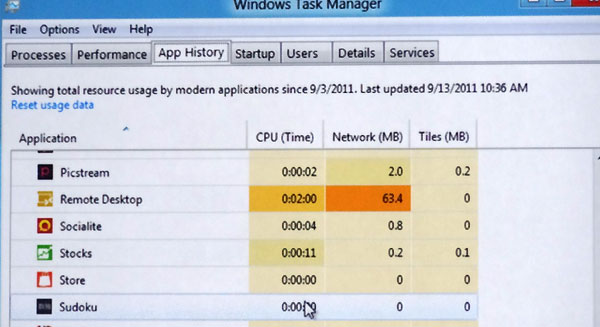 Windows Task Manager
File Options View Help
Processes Performance App History Startup Users Details Services
Showing total resource usage by modern applications since 9/3/2011. Last updated 9/13/2011 10:36 AM
Reset usage data
Application CPU (Time) Network (MB) Tiles (MB)
Picstream 0:00:02 2.0 0.2
Remote Desktop 0:02:00 63.4 0
Socialite 0:00:04 0.8 0
Stocks 0:00:11 0.2 0.1
Store 0:00:00 0 0
Sudoku 0 0